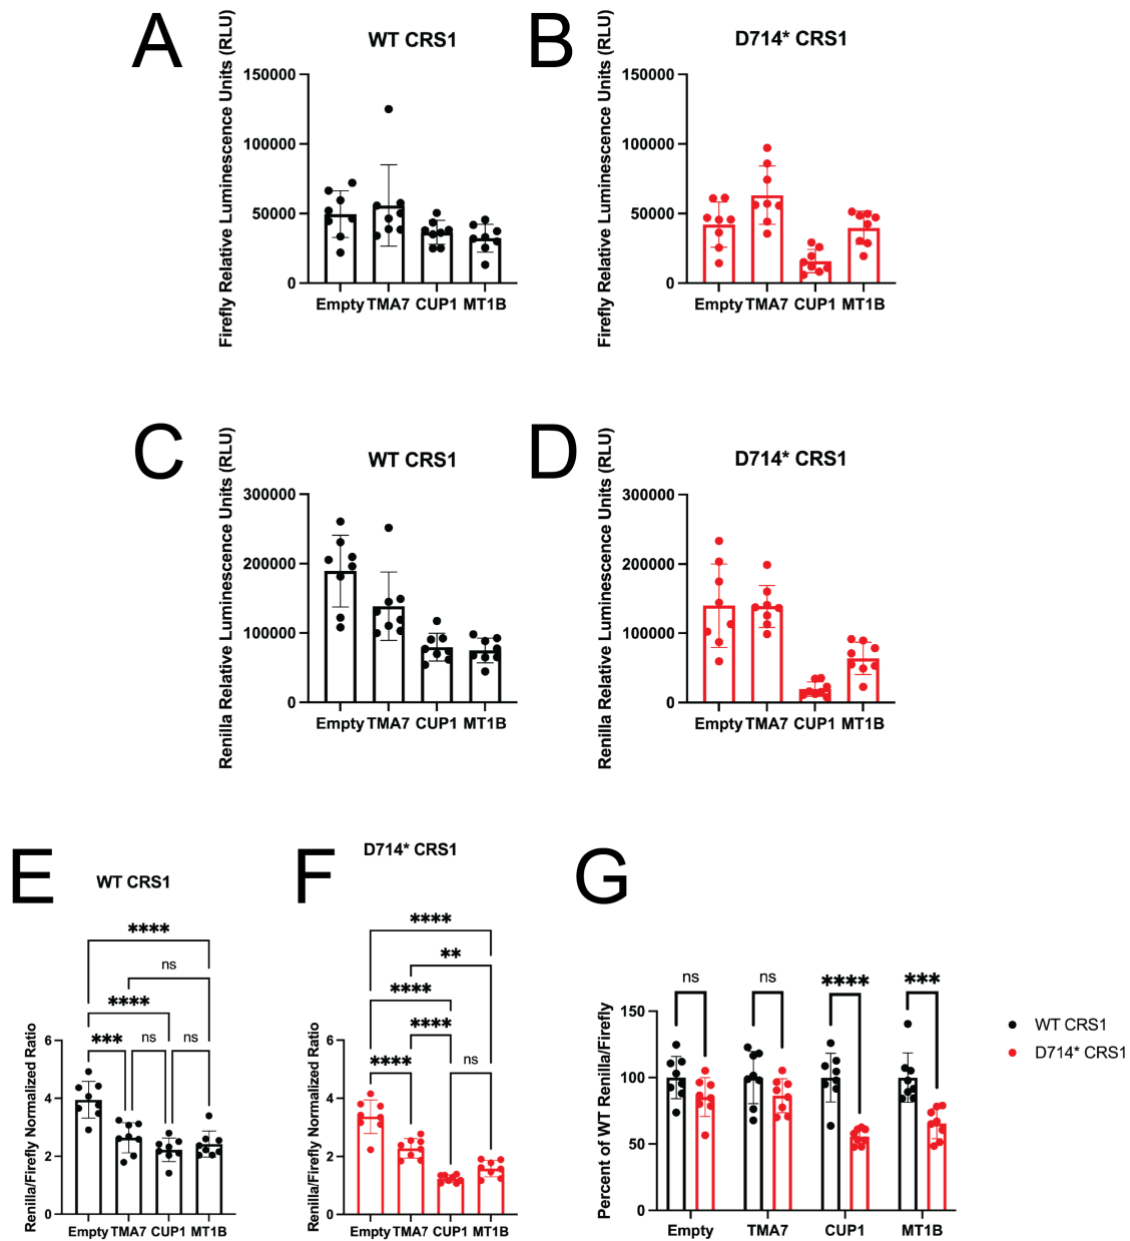 A
WT CRS1
Firefly Relative Luminescence Units (RLU)
150000
100000
50000
0
Empty TMA7 CUP1 MT1B
B
D714* CRS1
Firefly Relative Luminescence Units (RLU)
150000
100000
50000
0
Empty TMA7 CUP1 MT1B
C
WT CRS1
Renilla Relative Luminescence Units (RLU)
300000
200000
100000
0
Empty TMA7 CUP1 MT1B
D
D714* CRS1
Renilla Relative Luminescence Units (RLU)
300000
200000
100000
0
Empty TMA7 CUP1 MT1B
E
WT CRS1
Renilla/Firefly Normalized Ratio
****
ns
****
*** ns ns
6
4
2
0
Empty TMA7 CUP1 MT1B
F
D714* CRS1
Renilla/Firefly Normalized Ratio
****
**
****
****
**** ns
6
4
2
0
Empty TMA7 CUP1 MT1B
G
Percent of WT Renilla/Firefly
ns ns **** ***
150
100
50
0
Empty TMA7 CUP1 MT1B
WT CRS1
D714* CRS1